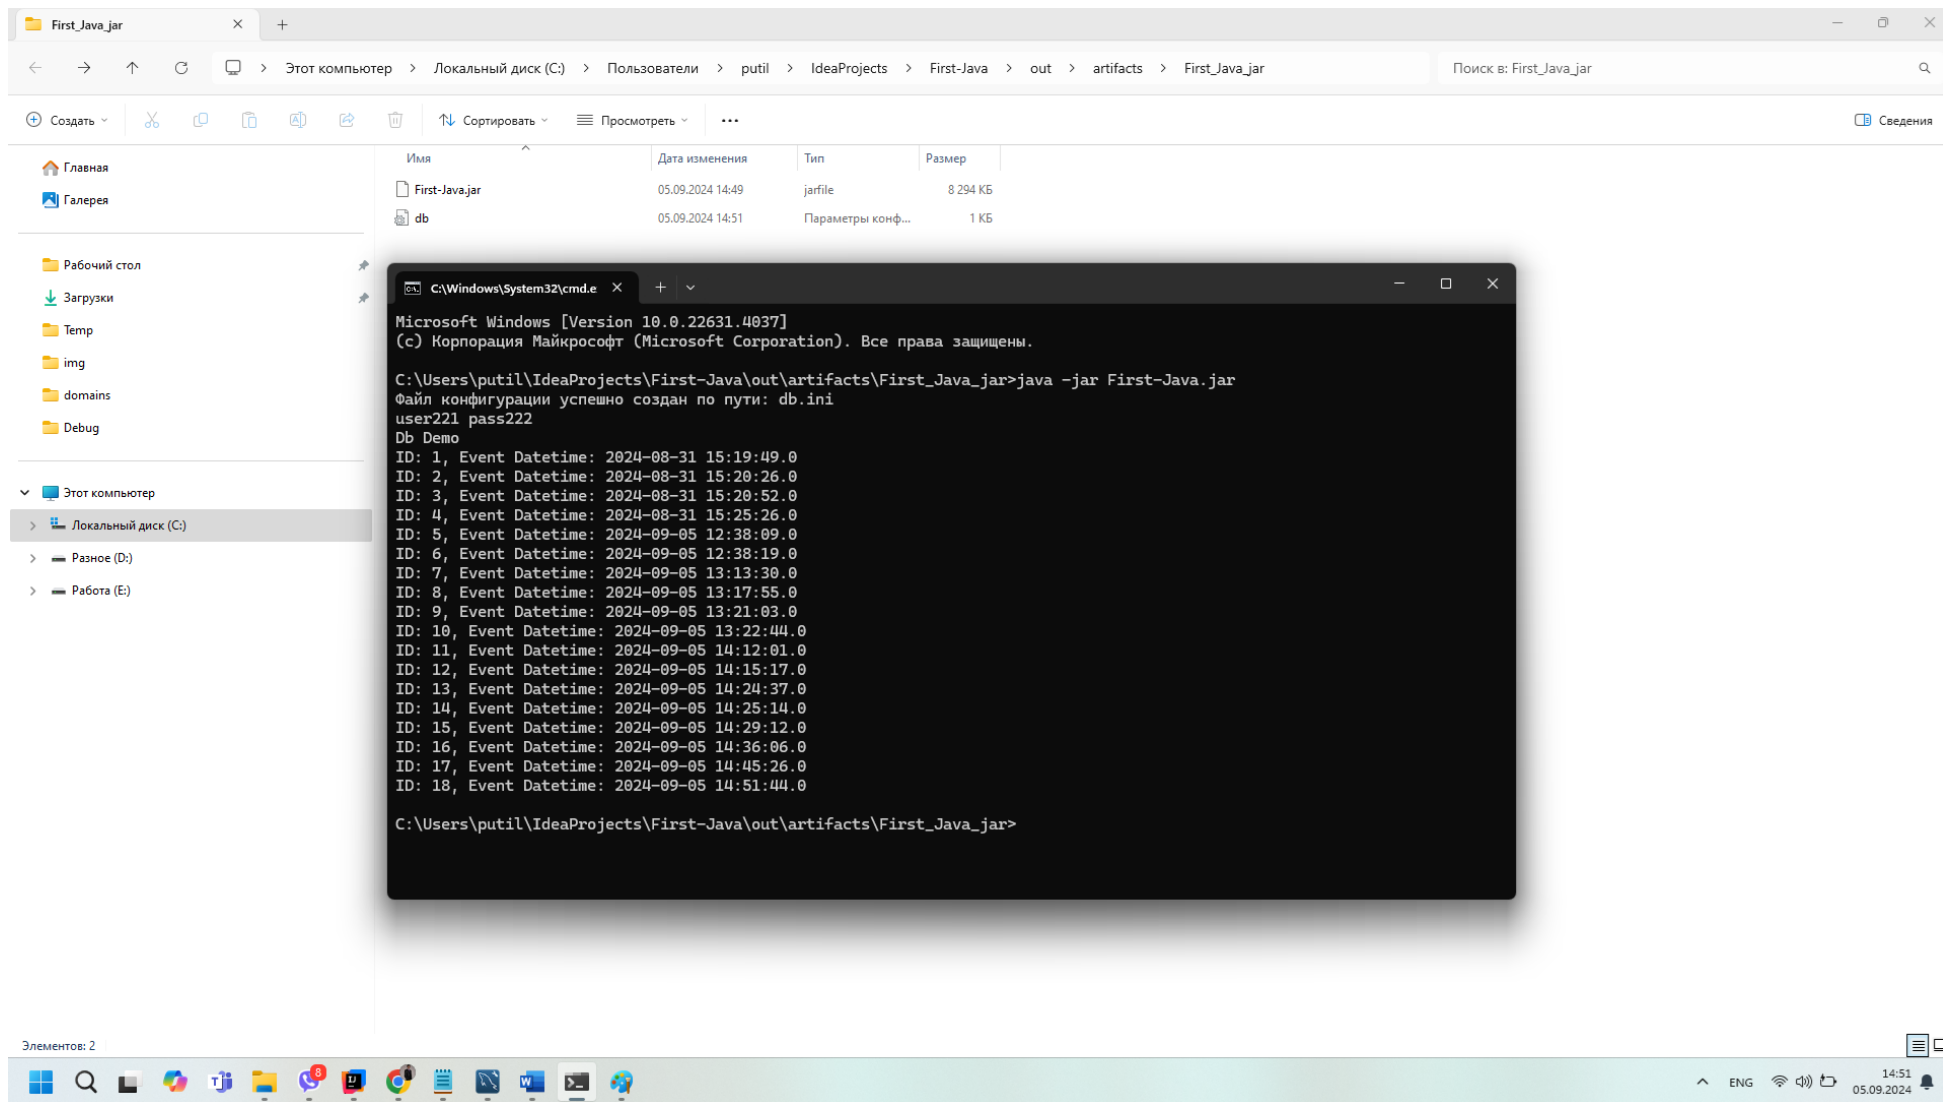 First_Java_jar
Этот компьютер > Локальный диск (C:) > Пользователи > putil > IdeaProjects > First-Java > out > artifacts > First_Java_jar
Поиск в: First_Java_jar
Создать
Сортировать
Просмотреть
Сведения
Имя Дата изменения Тип Размер
First-Java.jar 05.09.2024 14:49 jarfile 8 294 КБ
db 05.09.2024 14:51 Параметры конф... 1 КБ
Главная
Галерея
Рабочий стол
Загрузки
Temp
img
domains
Debug
Этот компьютер
Локальный диск (C:)
Разное (D:)
Работа (E:)
C:\Windows\System32\cmd.e
Microsoft Windows [Version 10.0.22631.4037]
(c) Корпорация Майкрософт (Microsoft Corporation). Все права защищены.
C:\Users\putil\IdeaProjects\First-Java\out\artifacts\First_Java_jar>java -jar First-Java.jar
Файл конфигурации успешно создан по пути: db.ini
user221 pass222
Db Demo
ID: 1, Event Datetime: 2024-08-31 15:19:49.0
ID: 2, Event Datetime: 2024-08-31 15:20:26.0
ID: 3, Event Datetime: 2024-08-31 15:20:52.0
ID: 4, Event Datetime: 2024-08-31 15:25:26.0
ID: 5, Event Datetime: 2024-09-05 12:38:09.0
ID: 6, Event Datetime: 2024-09-05 12:38:19.0
ID: 7, Event Datetime: 2024-09-05 13:13:30.0
ID: 8, Event Datetime: 2024-09-05 13:17:55.0
ID: 9, Event Datetime: 2024-09-05 13:21:03.0
ID: 10, Event Datetime: 2024-09-05 13:22:44.0
ID: 11, Event Datetime: 2024-09-05 14:12:01.0
ID: 12, Event Datetime: 2024-09-05 14:15:17.0
ID: 13, Event Datetime: 2024-09-05 14:24:37.0
ID: 14, Event Datetime: 2024-09-05 14:25:14.0
ID: 15, Event Datetime: 2024-09-05 14:29:12.0
ID: 16, Event Datetime: 2024-09-05 14:36:06.0
ID: 17, Event Datetime: 2024-09-05 14:45:26.0
ID: 18, Event Datetime: 2024-09-05 14:51:44.0
C:\Users\putil\IdeaProjects\First-Java\out\artifacts\First_Java_jar>
Элементов: 2
8
ENG
14:51
05.09.2024